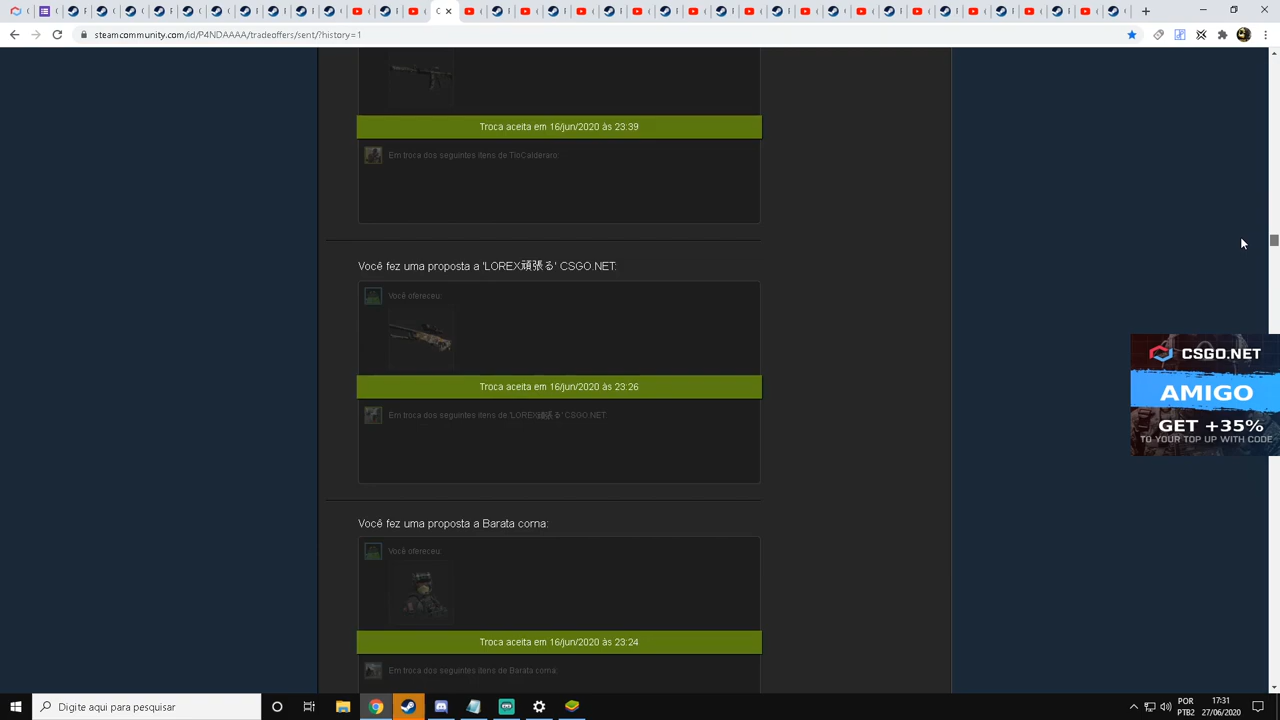 steamcommunity.com/id/P4NDAAAA/tradeoffers/sent/?history=1
Troca aceita em 16/jun/2020 às 23:39
Em troca dos seguintes itens de TioCalderaro:
Você fez uma proposta a 'LOREX頑張る' CSGO.NET:
Você ofereceu:
Troca aceita em 16/jun/2020 às 23:26
Em troca dos seguintes itens de 'LOREX頑張る' CSGO.NET:
CSGO.NET
AMIGO
GET +35%
TO YOUR TOP UP WITH CODE
Você fez uma proposta a Barata corna:
Você ofereceu:
Troca aceita em 16/jun/2020 às 23:24
Em troca dos seguintes itens de Barata corna:
Digite aqui para pesquisar
POR
PTB2
17:31
27/06/2020